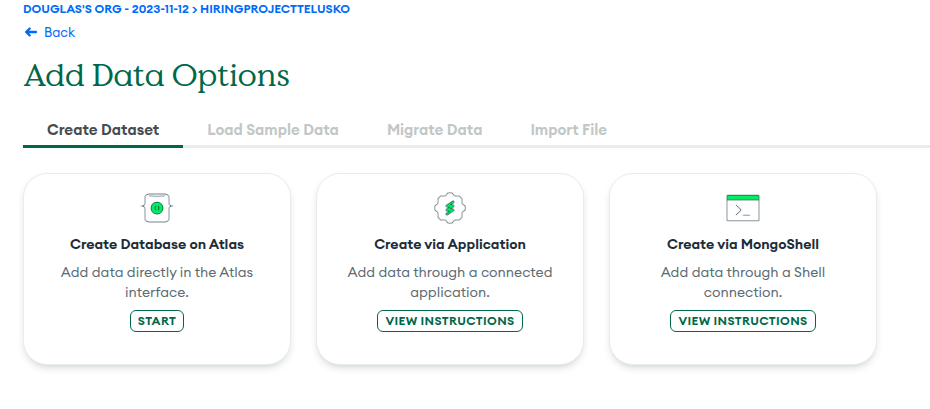 DOUGLAS'S ORG - 2023-11-12 > HIRINGPROJECTTELUSKO
Back
Add Data Options
Create Dataset
Load Sample Data
Migrate Data
Import File
Create Database on Atlas
Add data directly in the Atlas
interface.
START
Create via Application
Add data through a connected
application.
VIEW INSTRUCTIONS
Create via MongoShell
Add data through a Shell
connection.
VIEW INSTRUCTIONS